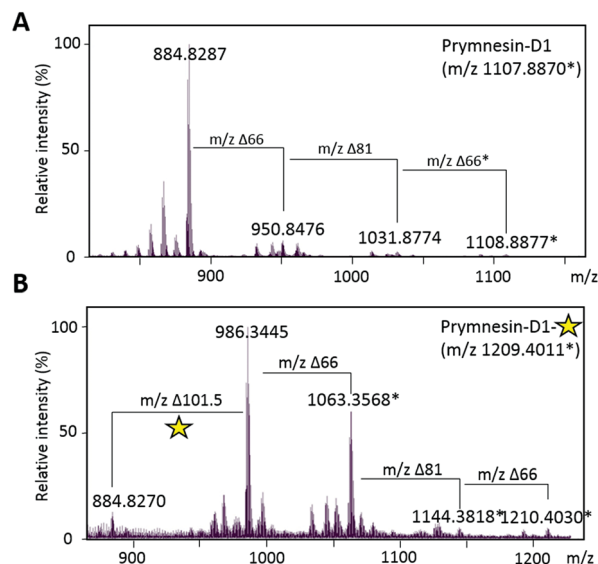 A
Prymnesin-D1
(m/z 1107.8870*)
Relative intensity (%)
100
50
0
884.8287
m/z Δ66
m/z Δ81
m/z Δ66*
950.8476
1031.8774
1108.8877*
900
1000
1100
m/z
B
Prymnesin-D1-
(m/z 1209.4011*)
Relative intensity (%)
100
50
0
986.3445
m/z Δ66
m/z Δ101.5
1063.3568*
m/z Δ81
m/z Δ66
884.8270
1144.3818*
1210.4030*
900
1000
1100
1200
m/z